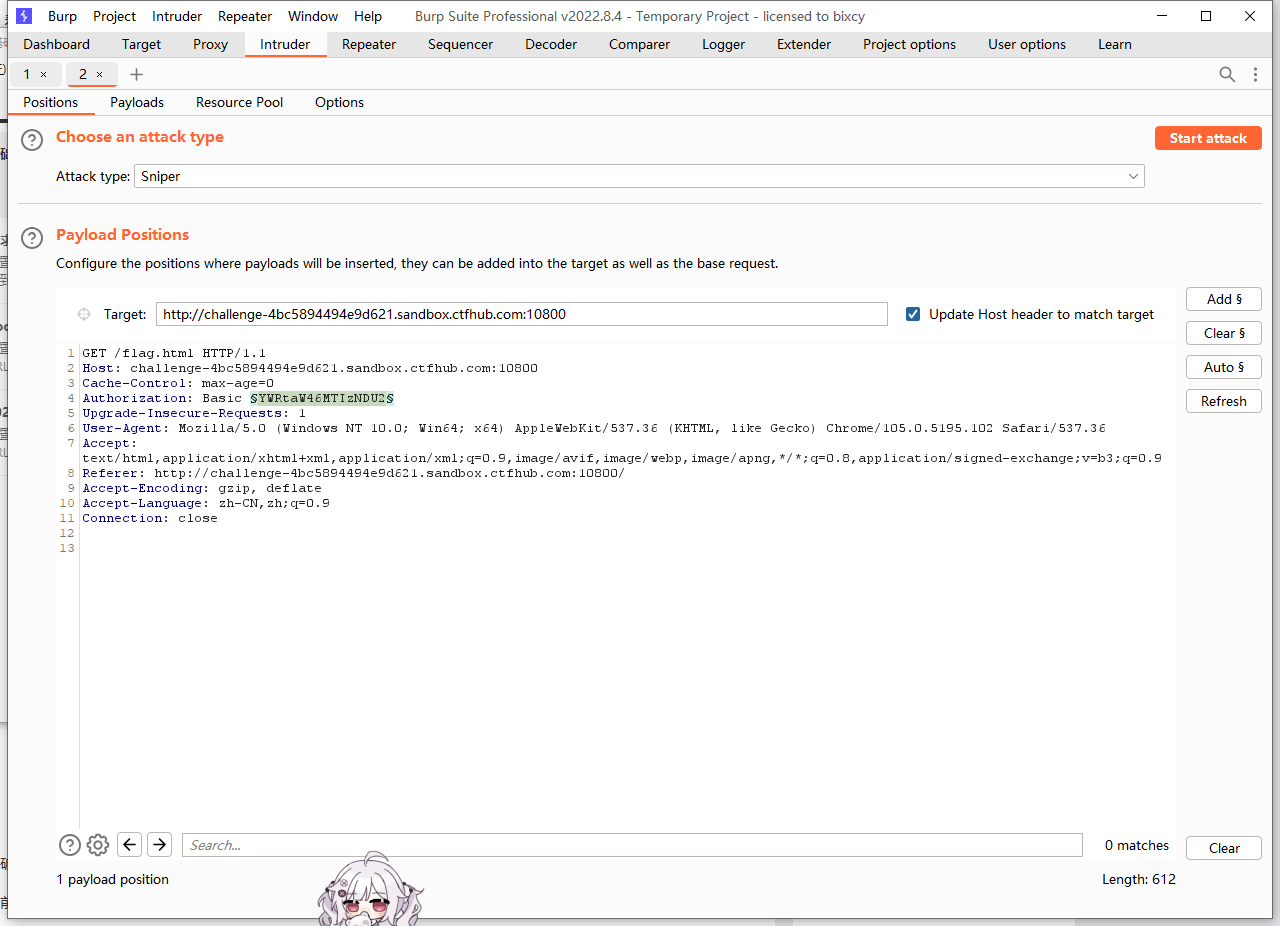 Burp Project Intruder Repeater Window Help Burp Suite Professional v2022.8.4 - Temporary Project - licensed to bixcy
Dashboard Target Proxy Intruder Repeater Sequencer Decoder Comparer Logger Extender Project options User options Learn
1 × 2 × +
Positions Payloads Resource Pool Options
? Choose an attack type Start attack
Attack type: Sniper
? Payload Positions
Configure the positions where payloads will be inserted, they can be added into the target as well as the base request.
Add §
Target: http://challenge-4bc5894494e9d621.sandbox.ctfhub.com:10800 Update Host header to match target
Clear §
Auto §
Refresh
1 GET /flag.html HTTP/1.1
2 Host: challenge-4bc5894494e9d621.sandbox.ctfhub.com:10800
3 Cache-Control: max-age=0
4 Authorization: Basic §YWRtaW46MTIzNDU2§
5 Upgrade-Insecure-Requests: 1
6 User-Agent: Mozilla/5.0 (Windows NT 10.0; Win64; x64) AppleWebKit/537.36 (KHTML, like Gecko) Chrome/105.0.5195.102 Safari/537.36
7 Accept:
text/html,application/xhtml+xml,application/xml;q=0.9,image/avif,image/webp,image/apng,*/*;q=0.8,application/signed-exchange;v=b3;q=0.9
8 Referer: http://challenge-4bc5894494e9d621.sandbox.ctfhub.com:10800/
9 Accept-Encoding: gzip, deflate
10 Accept-Language: zh-CN,zh;q=0.9
11 Connection: close
12
13
? Search... 0 matches Clear
1 payload position Length: 612